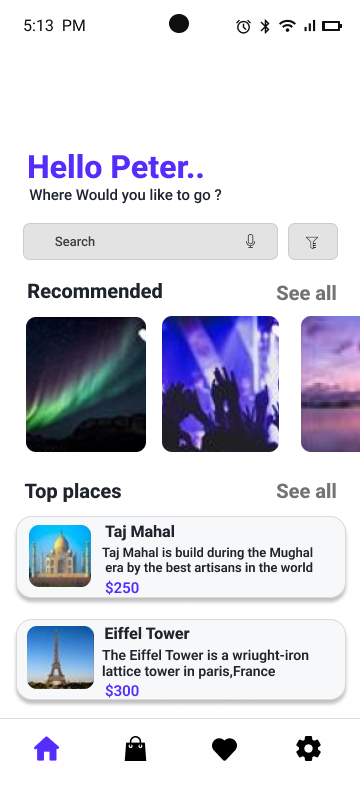 5:13 PM
Hello Peter..
Where Would you like to go ?
Search
Recommended
See all
Top places
See all
Taj Mahal
Taj Mahal is build during the Mughal
era by the best artisans in the world
$250
Eiffel Tower
The Eiffel Tower is a wriught-iron
lattice tower in paris,France
$300